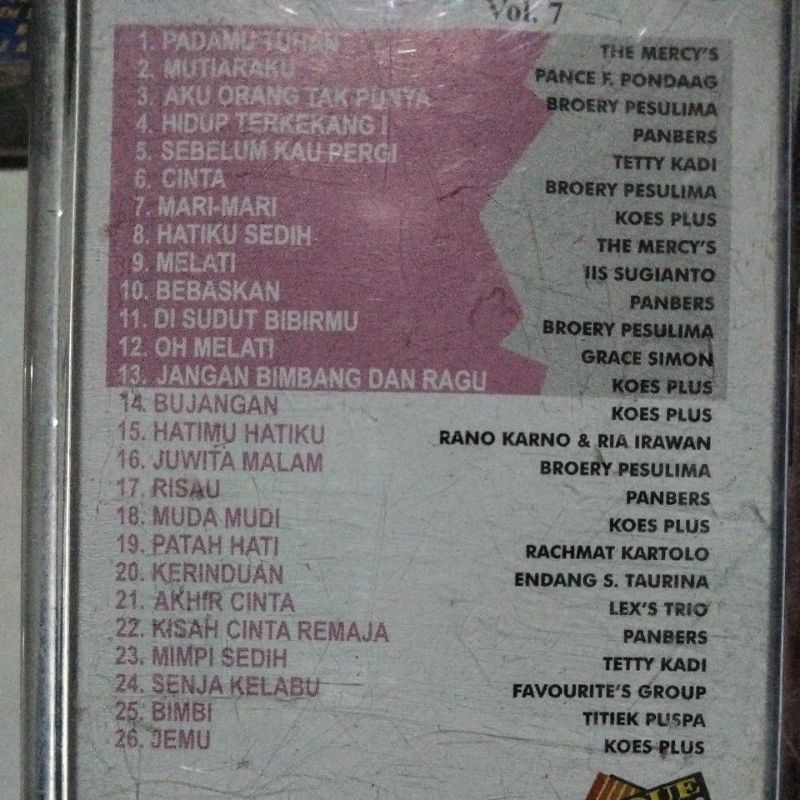 Vol. 7
1. PADAMU TUHAN THE MERCY'S
2. MUTIARAKU PANCE F. PONDAAG
3. AKU ORANG TAK PUNYA BROERY PESULIMA
4. HIDUP TERKEKANG I PANBERS
5. SEBELUM KAU PERGI TETTY KADI
6. CINTA BROERY PESULIMA
7. MARI-MARI KOES PLUS
8. HATIKU SEDIH THE MERCY'S
9. MELATI IIS SUGIANTO
10. BEBASKAN PANBERS
11. DI SUDUT BIBIRMU BROERY PESULIMA
12. OH MELATI GRACE SIMON
13. JANGAN BIMBANG DAN RAGU KOES PLUS
14. BUJANGAN KOES PLUS
15. HATIMU HATIKU RANO KARNO & RIA IRAWAN
16. JUWITA MALAM BROERY PESULIMA
17. RISAU PANBERS
18. MUDA MUDI KOES PLUS
19. PATAH HATI RACHMAT KARTOLO
20. KERINDUAN ENDANG S. TAURINA
21. AKHIR CINTA LEX'S TRIO
22. KISAH CINTA REMAJA PANBERS
23. MIMPI SEDIH TETTY KADI
24. SENJA KELABU FAVOURITE'S GROUP
25. BIMBI TITIEK PUSPA
26. JEMU KOES PLUS